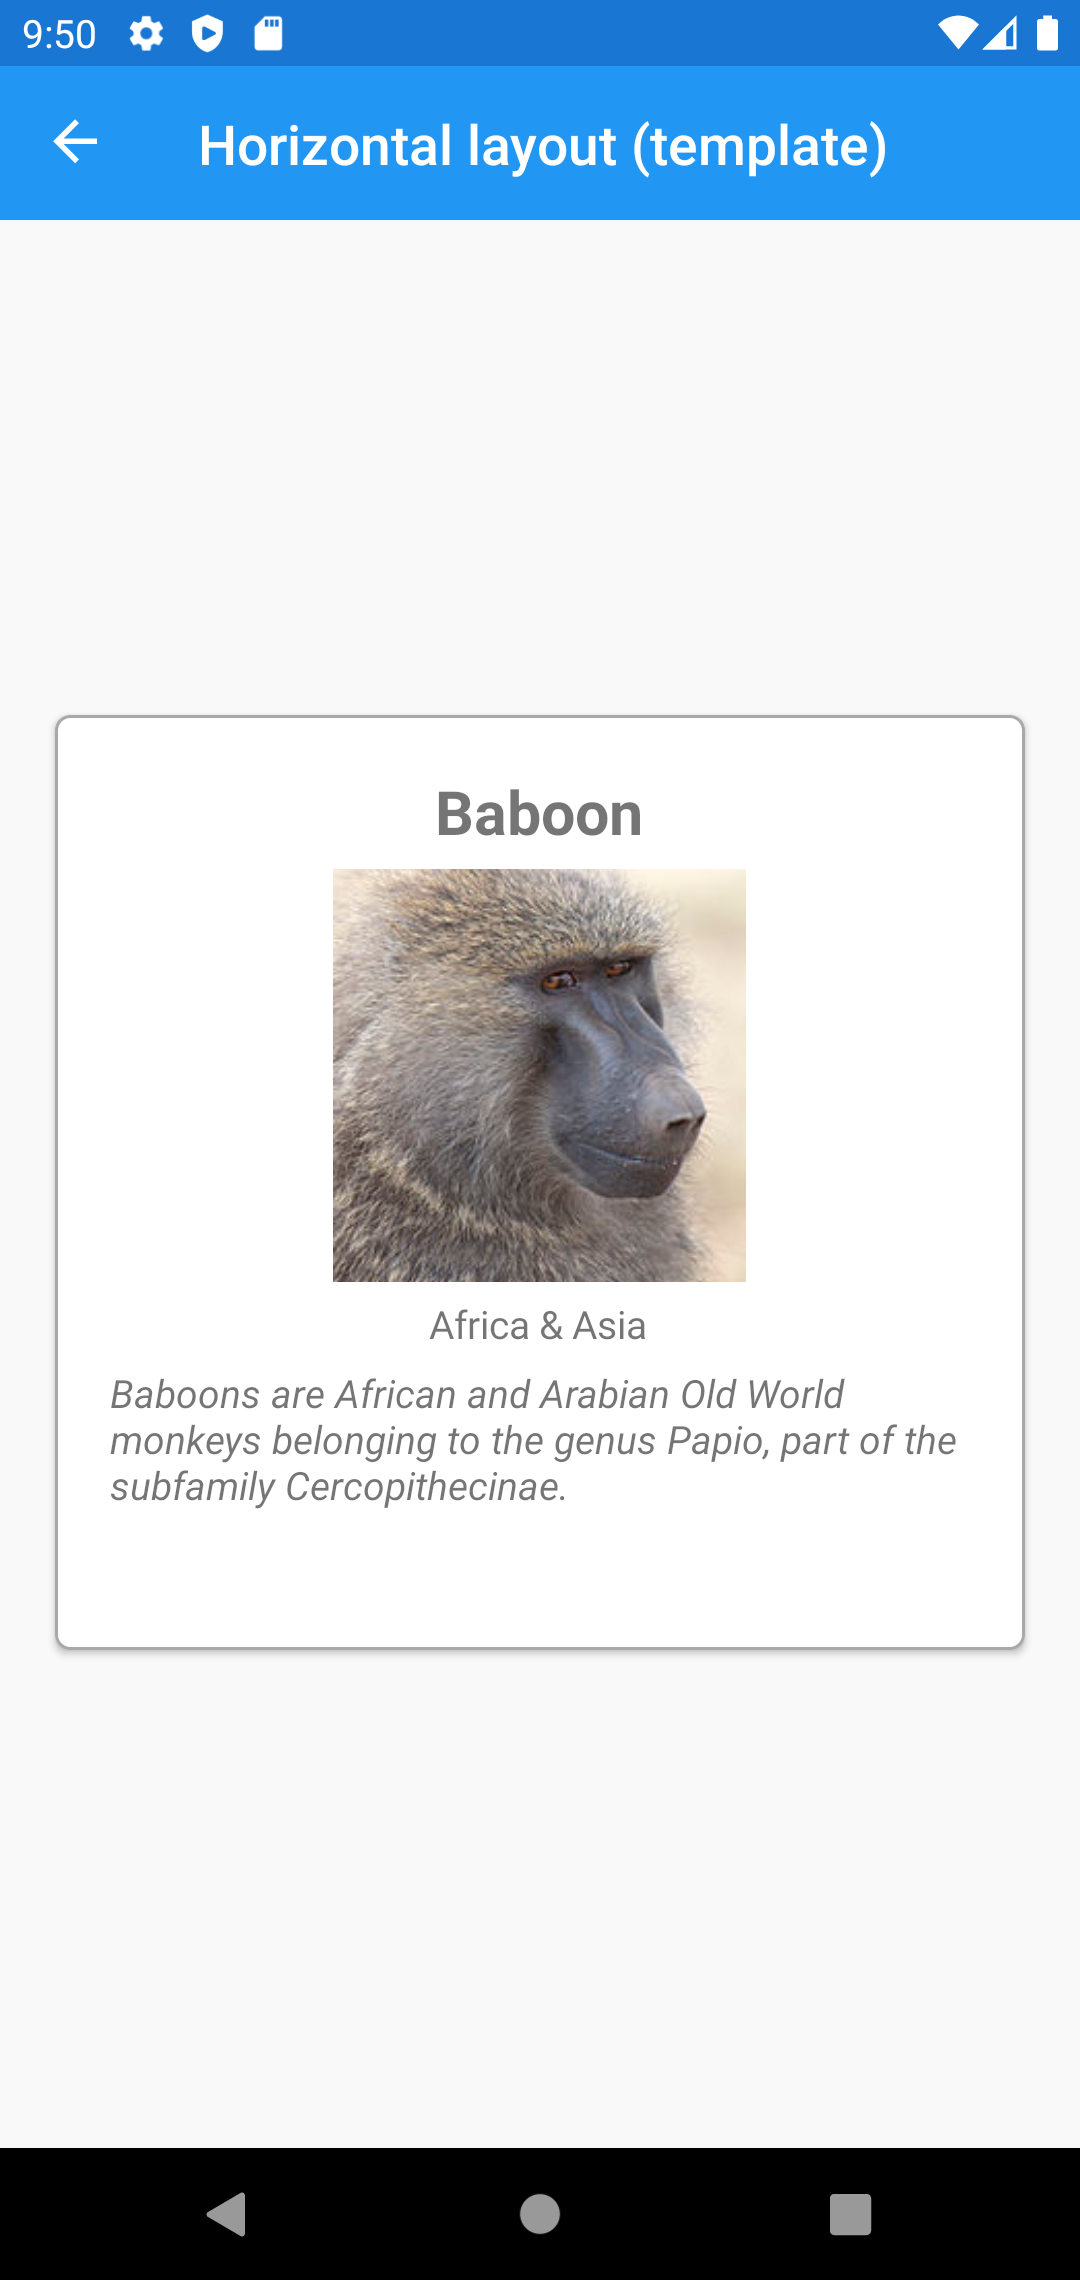 9:50
Horizontal layout (template)
Baboon
Africa & Asia
Baboons are African and Arabian Old World
monkeys belonging to the genus Papio, part of the
subfamily Cercopithecinae.